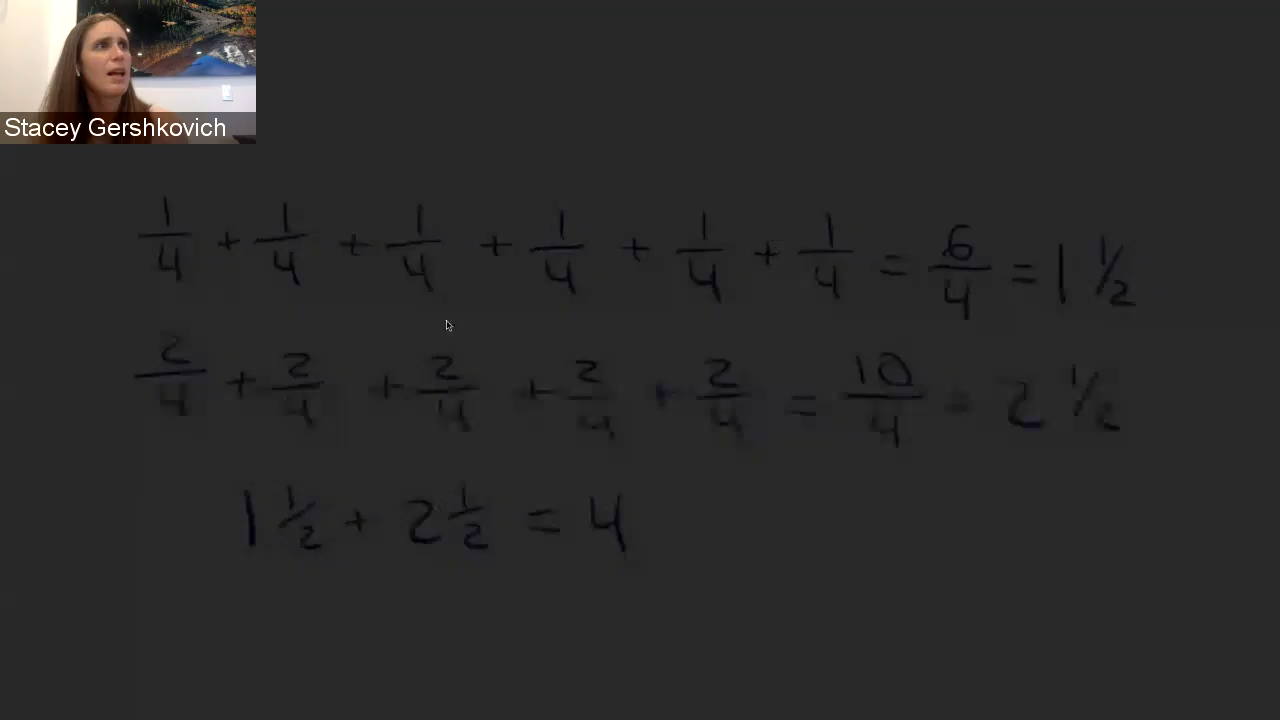 Stacey Gershkovich
1/4 + 1/4 + 1/4 + 1/4 + 1/4 + 1/4 = 6/4 = 1 1/2
2/4 + 2/4 + 2/4 + 2/4 + 2/4 = 10/4 = 2 1/2
1 1/2 + 2 1/2 = 4